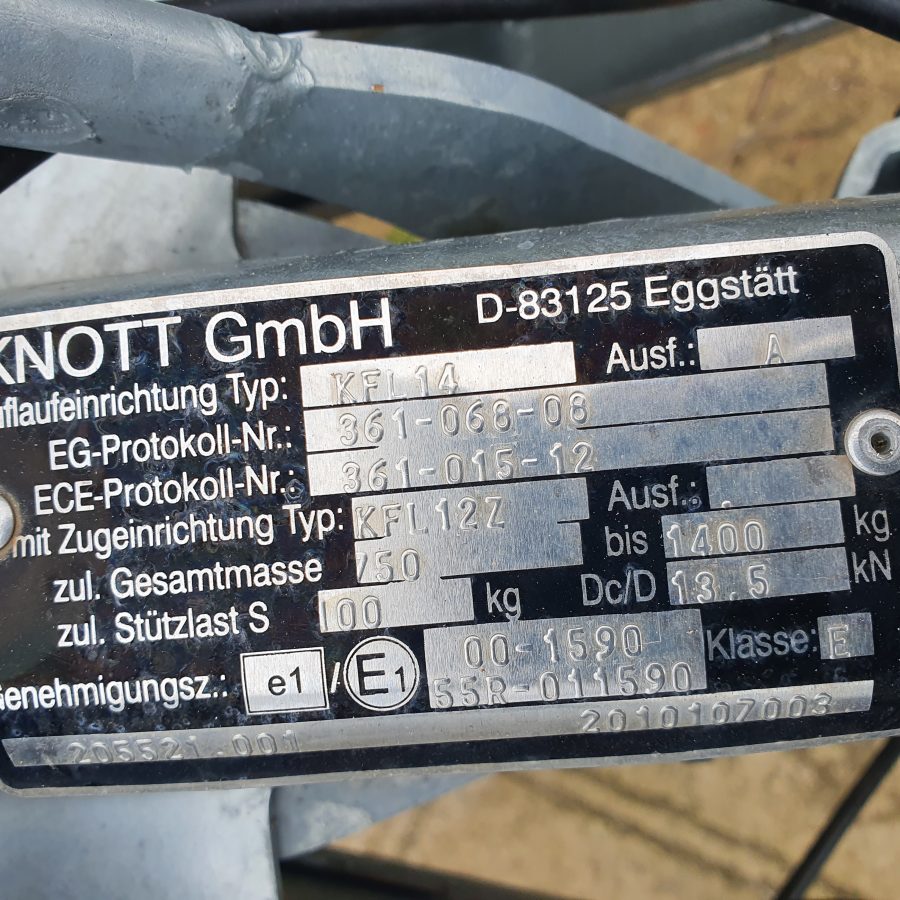 KNOTT GmbH D-83125 Eggstätt
uflaufeinrichtung Typ: KFL14 Ausf.: A
EG-Protokoll-Nr.: 361-068-08
ECE-Protokoll-Nr.: 361-015-12
mit Zugeinrichtung Typ: KFL12Z Ausf.: .
zul. Gesamtmasse 750 bis 1400 kg
zul. Stützlast S 100 kg Dc/D 13.5 kN
Genehmigungsz.: e1 / E1 00-1590 Klasse: E
55R-011590
205521.001 2010107003